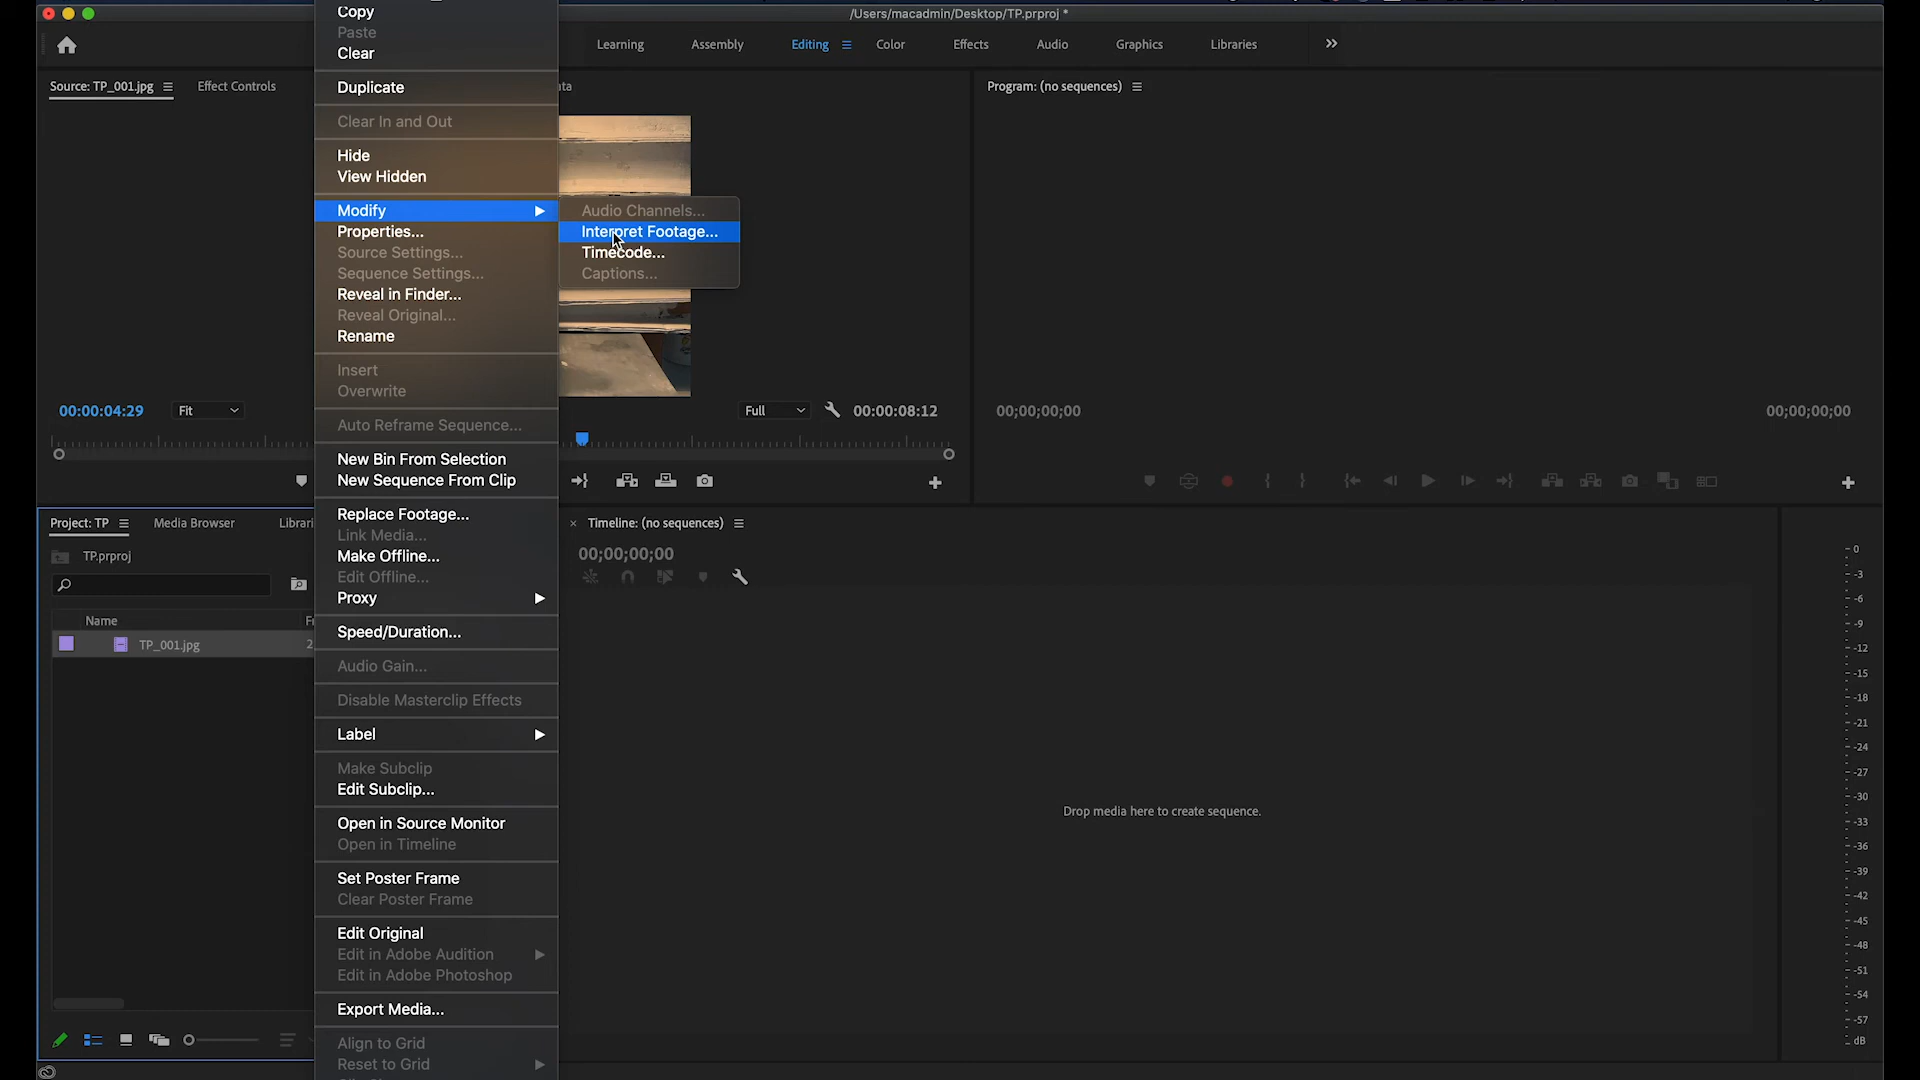 /Users/macadmin/Desktop/TP.prproj *
Learning
Assembly
Editing
Color
Effects
Audio
Graphics
Libraries
Source: TP_001.jpg
Effect Controls
Program: (no sequences)
Copy
Paste
Clear
Duplicate
Clear In and Out
Hide
View Hidden
Modify
Properties...
Source Settings...
Sequence Settings...
Reveal in Finder...
Reveal Original...
Rename
Insert
Overwrite
Auto Reframe Sequence...
New Bin From Selection
New Sequence From Clip
Replace Footage...
Link Media...
Make Offline...
Edit Offline...
Proxy
Speed/Duration...
Audio Gain...
Disable Masterclip Effects
Label
Make Subclip
Edit Subclip...
Open in Source Monitor
Open in Timeline
Set Poster Frame
Clear Poster Frame
Edit Original
Edit in Adobe Audition
Edit in Adobe Photoshop
Export Media...
Align to Grid
Reset to Grid
Audio Channels...
Interpret Footage...
Timecode...
Captions...
00:00:04:29
Fit
Full
00:00:08:12
00;00;00;00
00;00;00;00
Project: TP
Media Browser
TP.prproj
Name
TP_001.jpg
Timeline: (no sequences)
00;00;00;00
Drop media here to create sequence.
0
-3
-6
-9
-12
-15
-18
-21
-24
-27
-30
-33
-36
-39
-42
-45
-48
-51
-54
-57
dB